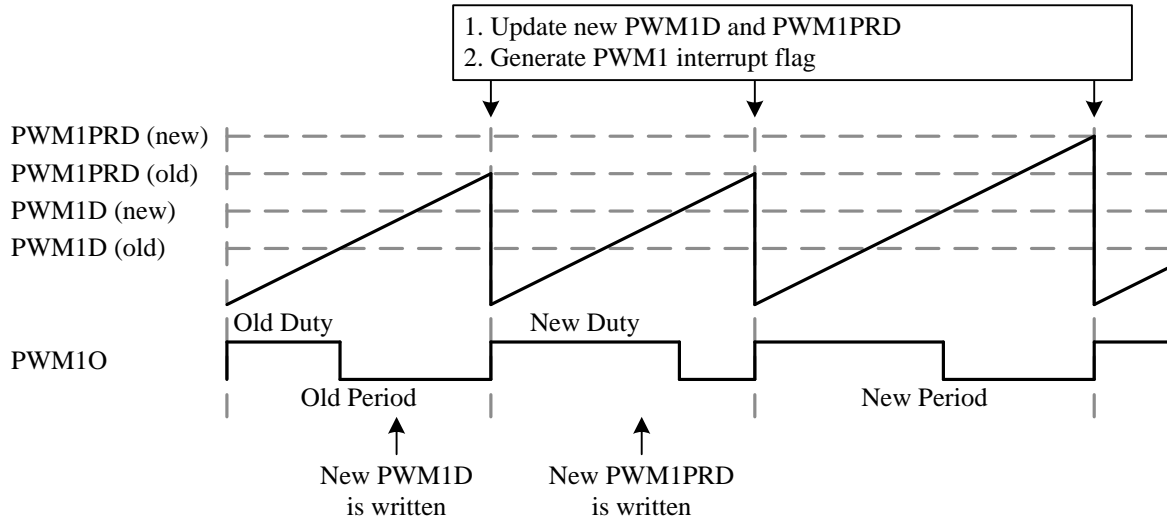 1. Update new PWM1D and PWM1PRD
2. Generate PWM1 interrupt flag
PWM1PRD (new)
PWM1PRD (old)
PWM1D (new)
PWM1D (old)
Old Duty
New Duty
PWM1O
Old Period
New Period
New PWM1D
is written
New PWM1PRD
is written